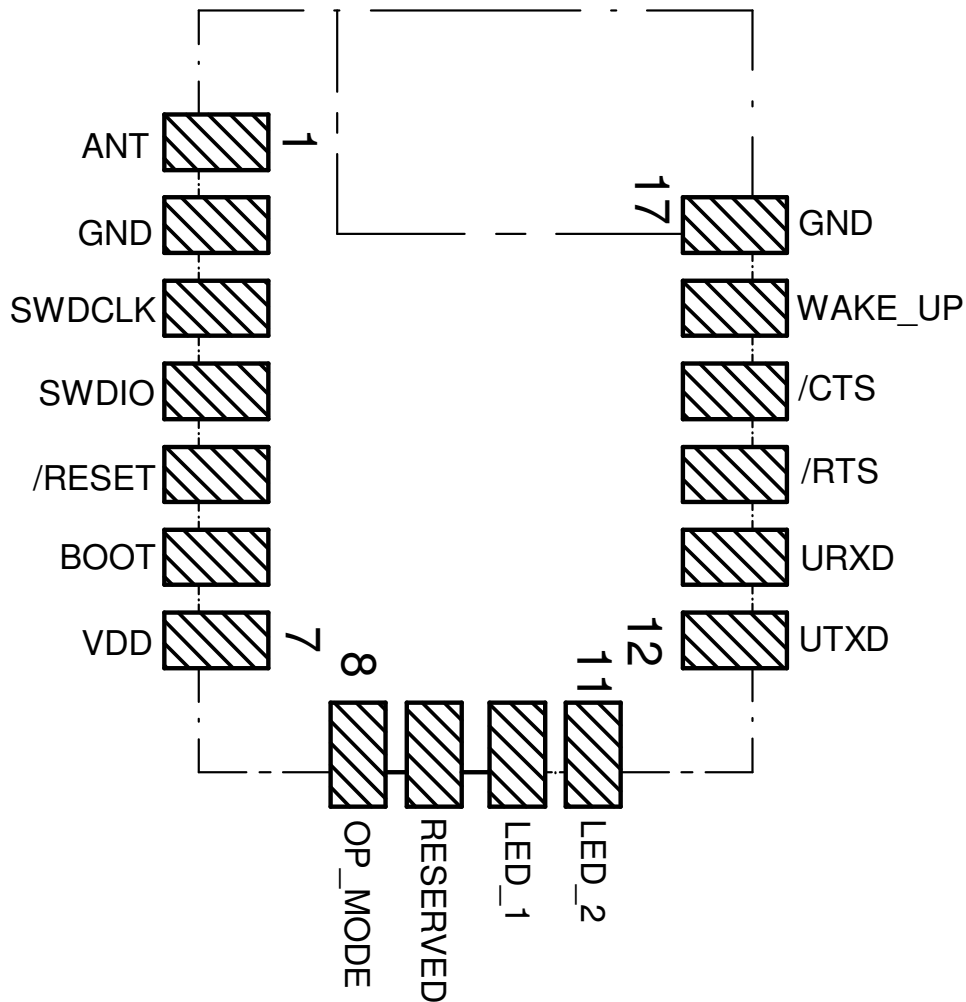 ANT
1
GND
SWDCLK
SWDIO
/RESET
BOOT
VDD
7
8
OP_MODE
RESERVED
LED_1
LED_2
11
12
17
GND
WAKE_UP
/CTS
/RTS
URXD
UTXD